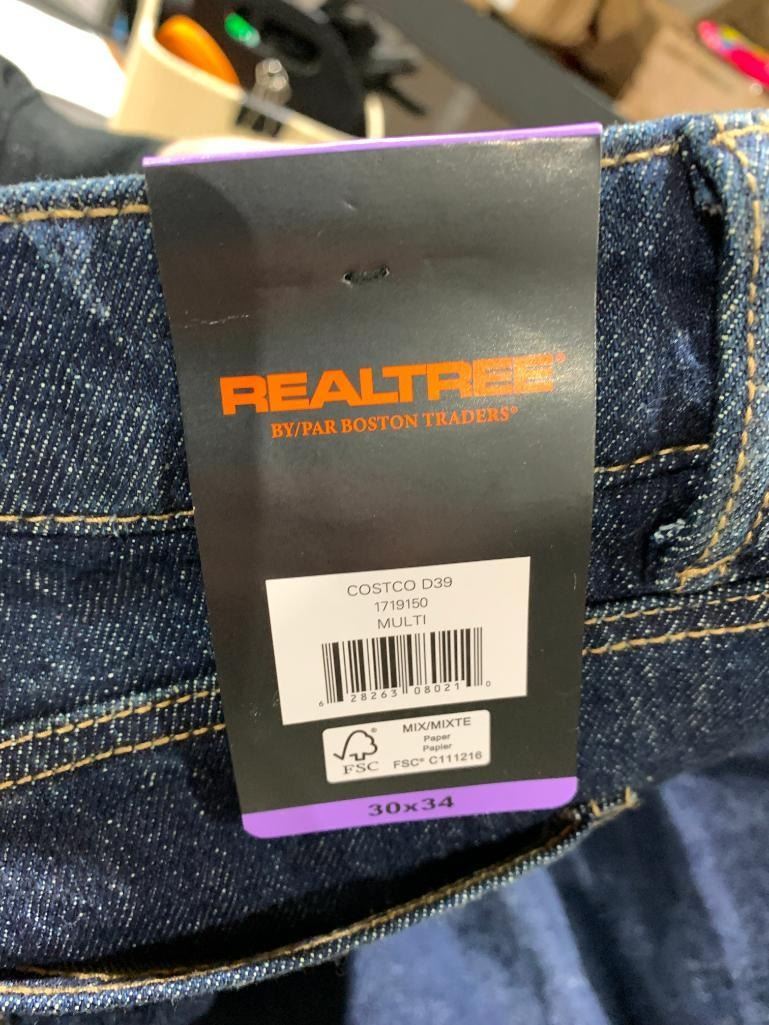 REALTREE®
BY/PAR BOSTON TRADERS®
COSTCO D39
1719150
MULTI
6 28263 08021 0
MIX/MIXTE
Paper
Papier
FSC
FSC® C111216
30x34